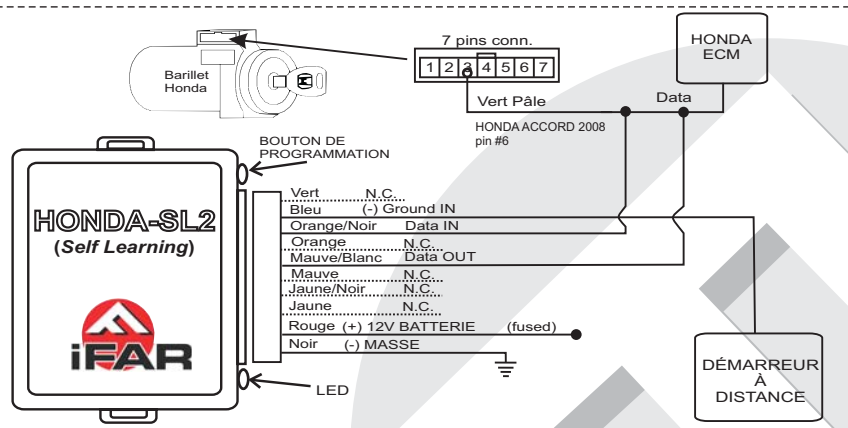 7 pins conn.
1 2 3 4 5 6 7
Barillet
Honda
HONDA
ECM
Vert Pâle
Data
HONDA ACCORD 2008
pin #6
BOUTON DE
PROGRAMMATION
HONDA-SL2
(Self Learning)
iFAR
Vert N.C.
Bleu (-) Ground IN
Orange/Noir Data IN
Orange N.C.
Mauve/Blanc Data OUT
Mauve N.C.
Jaune/Noir N.C.
Jaune N.C.
Rouge (+) 12V BATTERIE (fused)
Noir (-) MASSE
LED
DÉMARREUR
À
DISTANCE